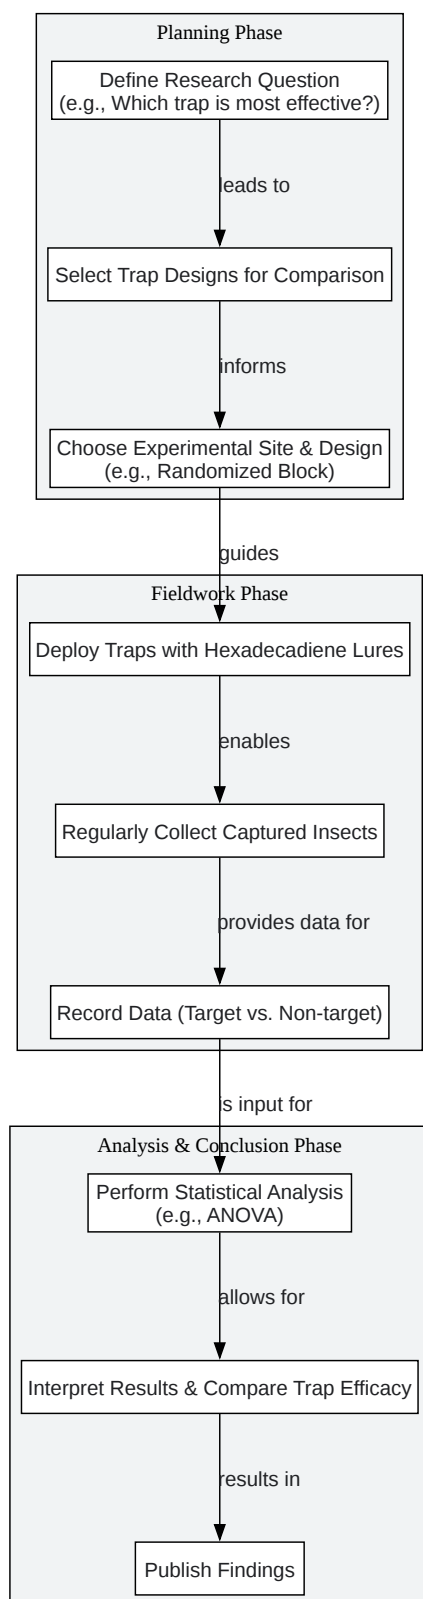 Planning Phase
Define Research Question
(e.g., Which trap is most effective?)
leads to
Select Trap Designs for Comparison
informs
Choose Experimental Site & Design
(e.g., Randomized Block)
guides
Fieldwork Phase
Deploy Traps with Hexadecadiene Lures
enables
Regularly Collect Captured Insects
provides data for
Record Data (Target vs. Non-target)
is input for
Analysis & Conclusion Phase
Perform Statistical Analysis
(e.g., ANOVA)
allows for
Interpret Results & Compare Trap Efficacy
results in
Publish Findings